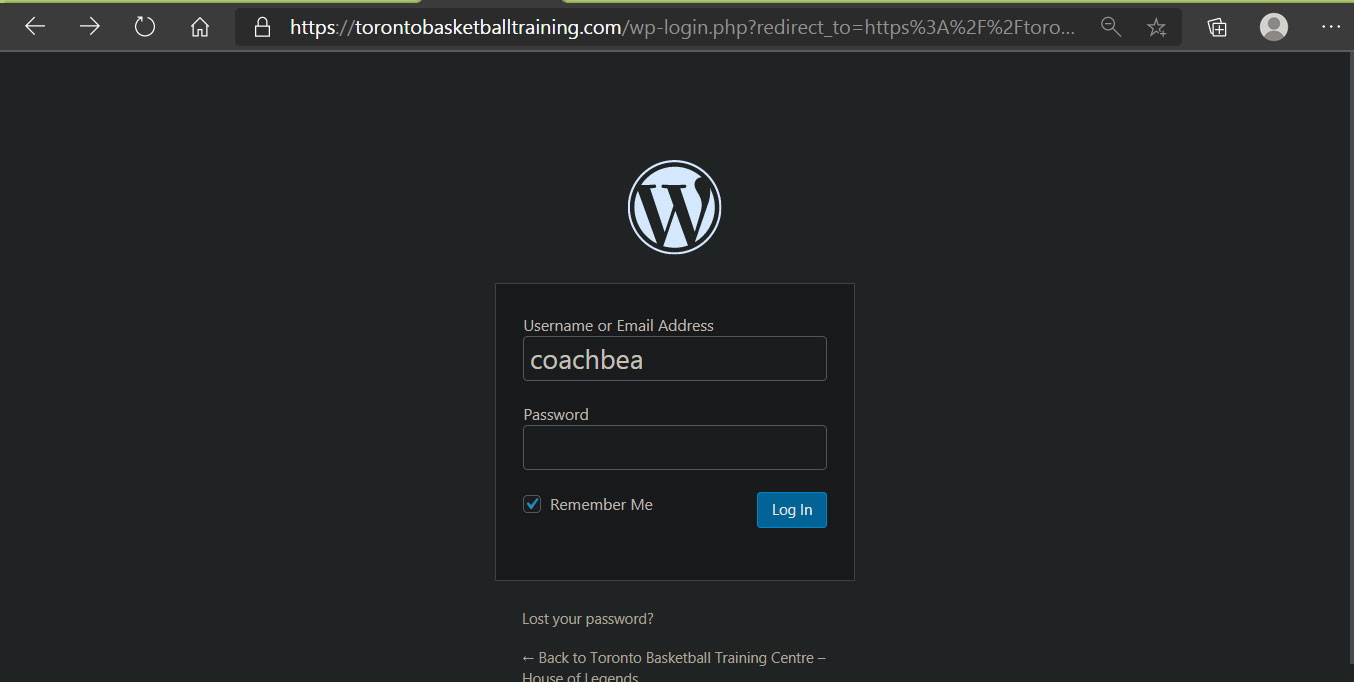 https://torontobasketballtraining.com/wp-login.php?redirect_to=https%3A%2F%2Ftoro...
W
Username or Email Address
coachbea
Password
Remember Me
Log In
Lost your password?
← Back to Toronto Basketball Training Centre –
House of Legends